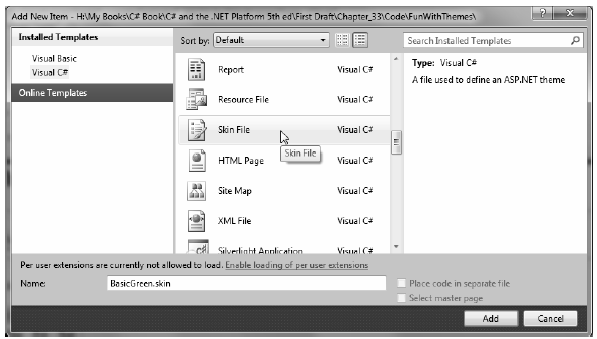 Add New Item - H:\My Books\C# Book\C# and the .NET Platform 5th ed\First Draft\Chapter_33\Code\FunWithThemes\
Installed Templates
Visual Basic
Visual C#
Online Templates
Sort by: Default
Search Installed Templates
Report Visual C#
Resource File Visual C#
Skin File Visual C#
Skin File
HTML Page Visual C#
Site Map Visual C#
XML File Visual C#
Silverlight Application Visual C#
Type: Visual C#
A file used to define an ASP.NET theme
Per user extensions are currently not allowed to load. Enable loading of per user extensions
Name: BasicGreen.skin
Place code in separate file
Select master page
Add
Cancel